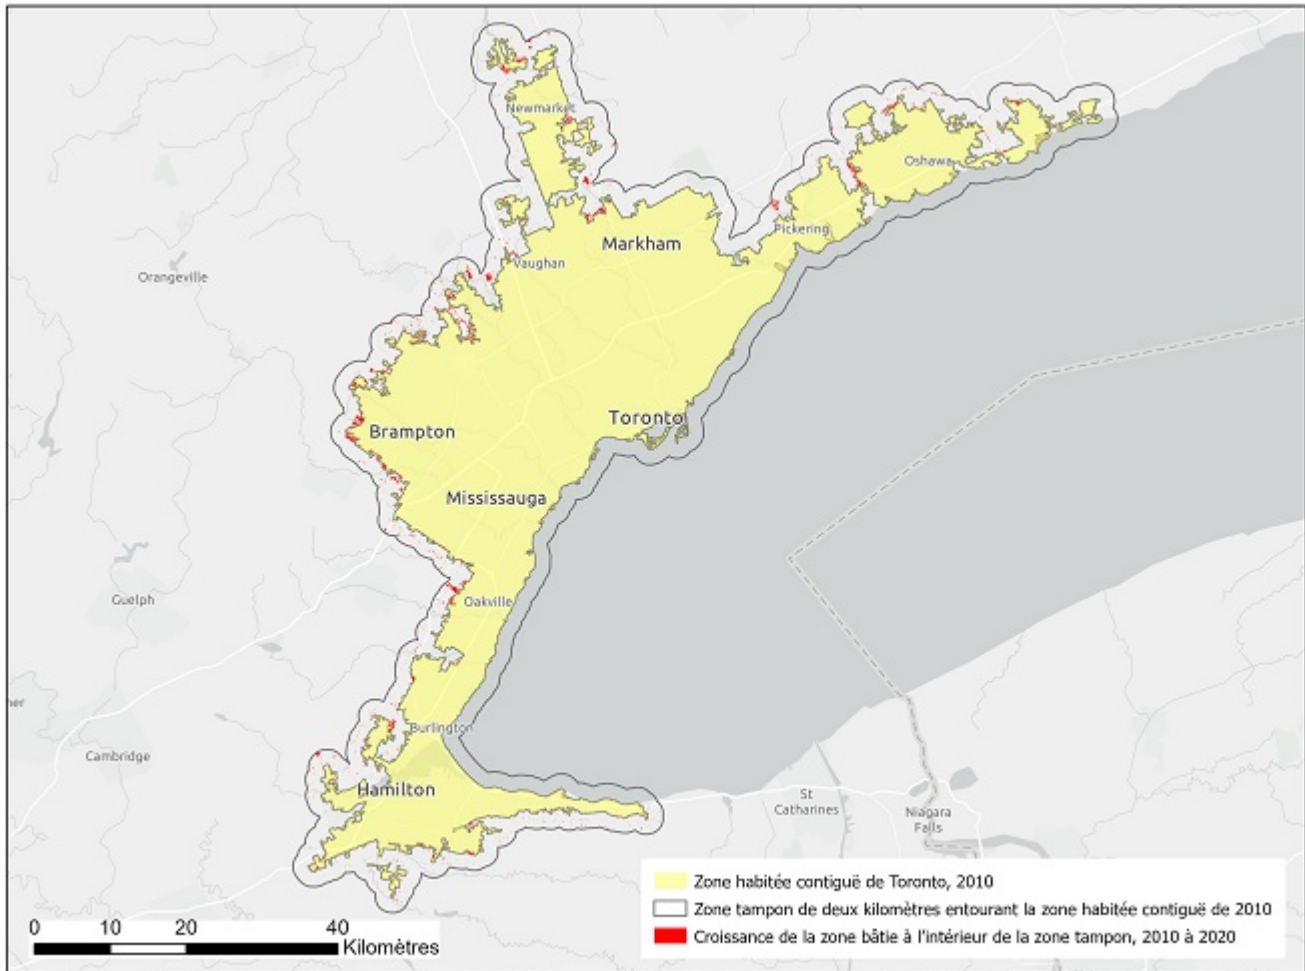 Newmarket
Oshawa
Pickering
Markham
Vaughan
Orangeville
Toronto
Brampton
Mississauga
Guelph
Oakville
Burlington
Cambridge
Hamilton
St
Catharines
Niagara
Falls
Zone habitée contiguë de Toronto, 2010
Zone tampon de deux kilomètres entourant la zone habitée contiguë de 2010
Croissance de la zone bâtie à l'intérieur de la zone tampon, 2010 à 2020
0 10 20 40
Kilomètres